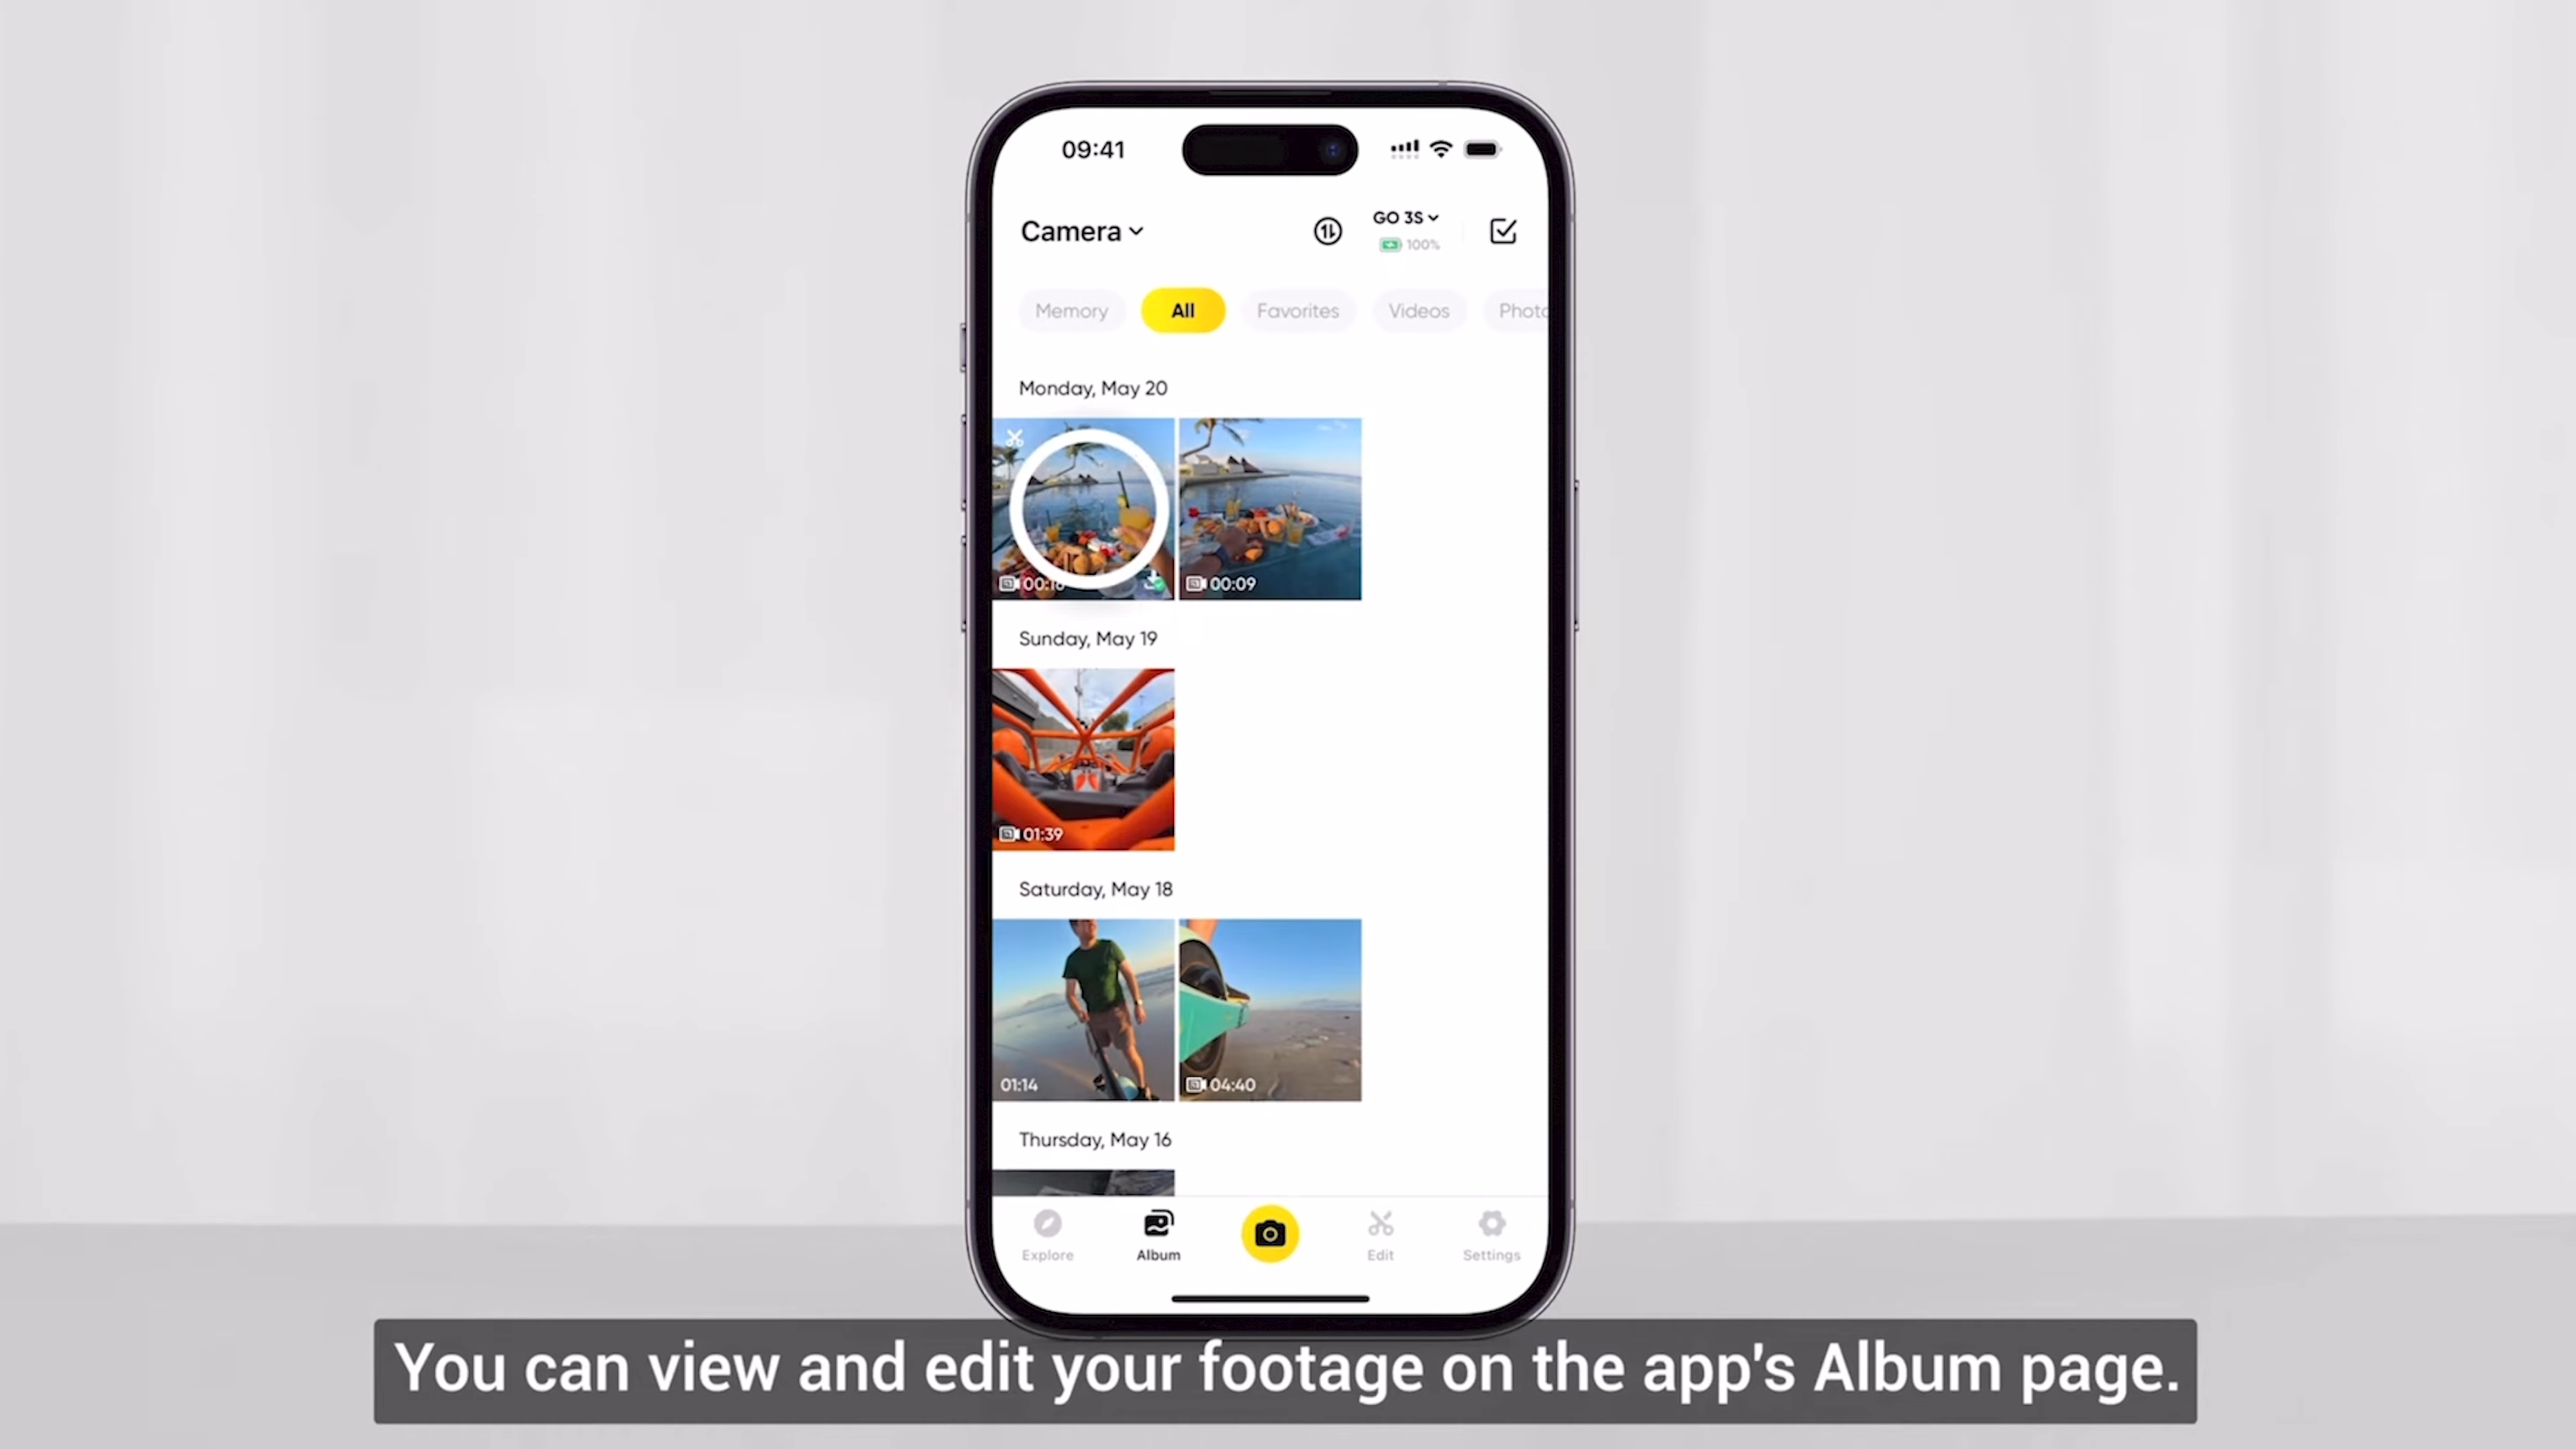 09:41
Camera
GO 3S
100%
Memory
All
Favorites
Videos
Monday, May 20
00:09
Sunday, May 19
01:39
Saturday, May 18
01:14
04:40
Thursday, May 16
Explore
Album
Edit
Settings
You can view and edit your footage on the app's Album page.